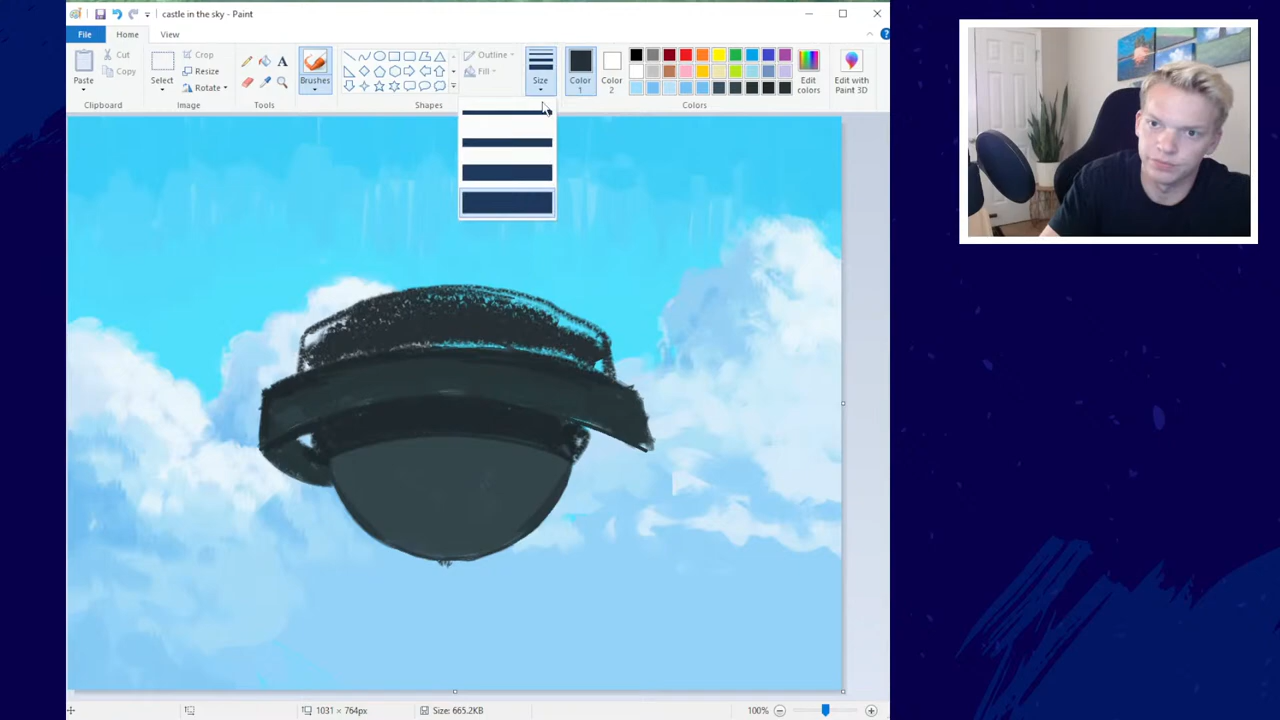 castle in the sky - Paint
File
Home
View
Paste
Cut
Copy
Clipboard
Select
Crop
Resize
Rotate
Image
A
Tools
Brushes
Shapes
Outline
Fill
Size
Color 1
Color 2
Colors
Edit colors
Edit with Paint 3D
1031 × 764px
Size: 665.2KB
100%